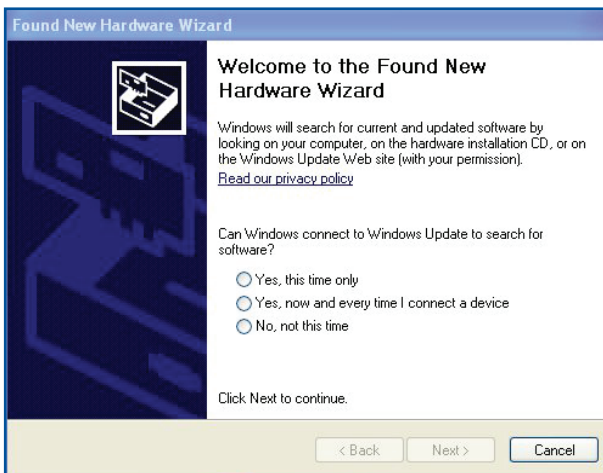 Found New Hardware Wizard
Welcome to the Found New
Hardware Wizard
Windows will search for current and updated software by
looking on your computer, on the hardware installation CD, or on
the Windows Update Web site (with your permission).
Read our privacy policy
Can Windows connect to Windows Update to search for
software?
Yes, this time only
Yes, now and every time I connect a device
No, not this time
Click Next to continue.
< Back
Next >
Cancel